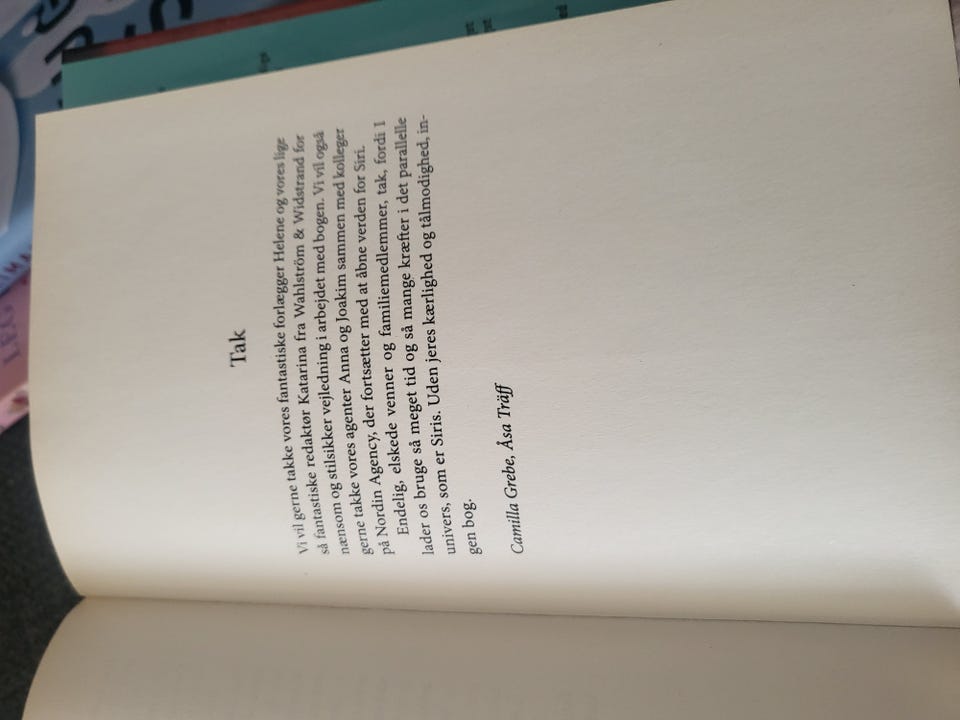 Tak
Vi vil gerne takke vores fantastiske forlægger Helene og vores lige
så fantastiske redaktør Katarina fra Wahlström & Widstrand for
nænsom og stilsikker vejledning i arbejdet med bogen. Vi vil også
gerne takke vores agenter Anna og Joakim sammen med kolleger
på Nordin Agency, der fortsætter med at åbne verden for Siri.
Endelig, elskede venner og familiemedlemmer, tak, fordi I
lader os bruge så meget tid og så mange kræfter i det parallelle
univers, som er Siris. Uden jeres kærlighed og tålmodighed, in-
gen bog.
Camilla Grebe, Åsa Träff